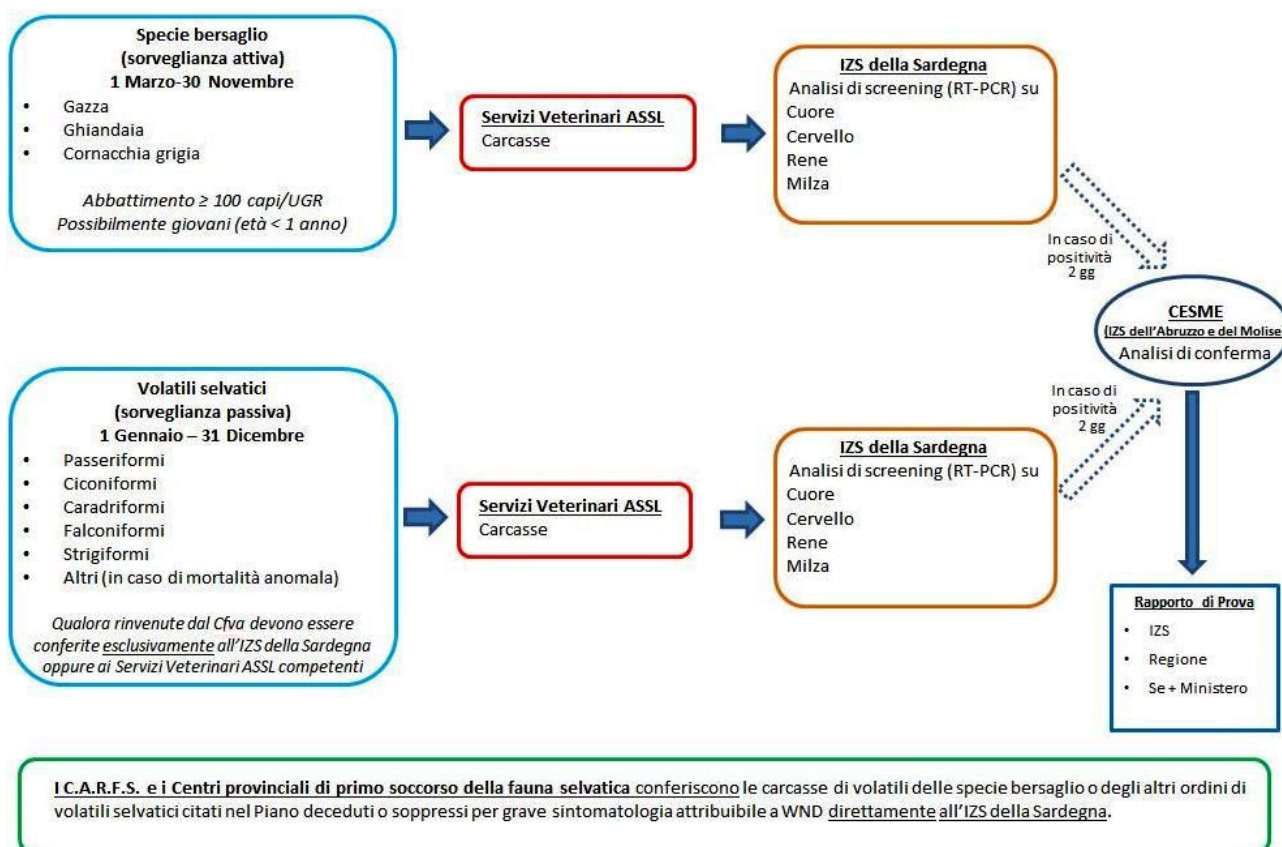 Specie bersaglio
(sorveglianza attiva)
1 Marzo-30 Novembre
• Gazza
• Ghiandaia
• Cornacchia grigia
Abbattimento ≥ 100 capi/UGR
Possibilmente giovani (età < 1 anno)
Servizi Veterinari ASSL
Carcasse
IZS della Sardegna
Analisi di screening (RT-PCR) su
Cuore
Cervello
Rene
Milza
In caso di
positività
2 gg
CESME
(IZS dell'Abruzzo e del Molise
Analisi di conferma
Volatili selvatici
(sorveglianza passiva)
1 Gennaio – 31 Dicembre
• Passeriformi
• Ciconiformi
• Caradriformi
• Falconiformi
• Strigiformi
• Altri (in caso di mortalità anomala)
Qualora rinvenute dal Cfva devono essere
conferite esclusivamente all'IZS della Sardegna
oppure ai Servizi Veterinari ASSL competenti
Servizi Veterinari ASSL
Carcasse
IZS della Sardegna
Analisi di screening (RT-PCR) su
Cuore
Cervello
Rene
Milza
In caso di
positività
2 gg
Rapporto di Prova
• IZS
• Regione
• Se + Ministero
I C.A.R.F.S. e i Centri provinciali di primo soccorso della fauna selvatica conferiscono le carcasse di volatili delle specie bersaglio o degli altri ordini di
volatili selvatici citati nel Piano deceduti o soppressi per grave sintomatologia attribuibile a WND direttamente all'IZS della Sardegna.